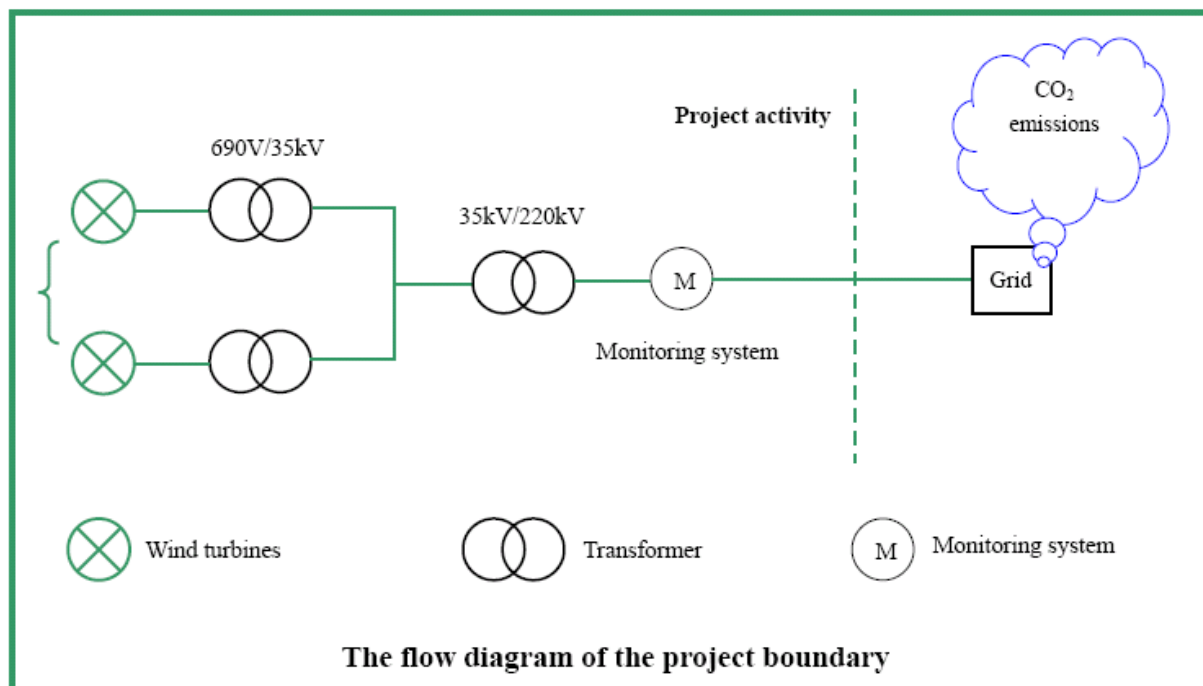 CO₂
emissions
Project activity
690V/35kV
35kV/220kV
M
Grid
Monitoring system
Wind turbines
Transformer
M
Monitoring system
The flow diagram of the project boundary